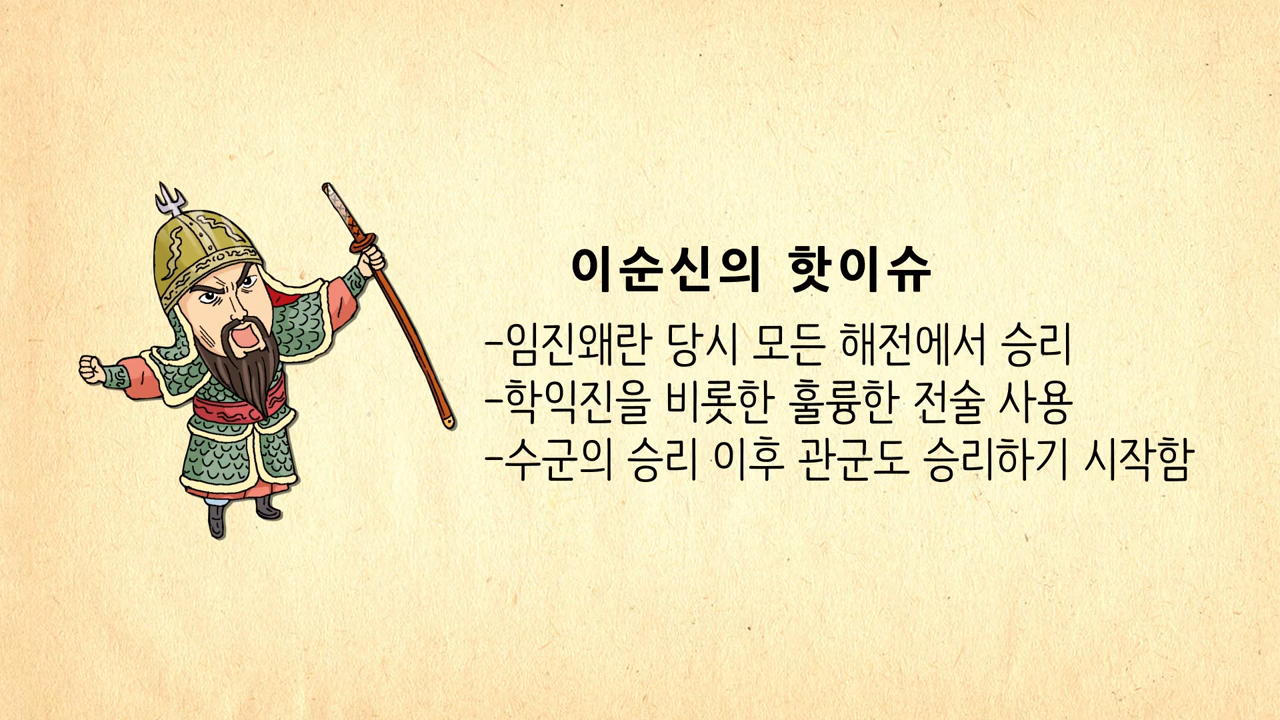 이순신의 핫이슈
-임진왜란 당시 모든 해전에서 승리
-학익진을 비롯한 훌륭한 전술 사용
-수군의 승리 이후 관군도 승리하기 시작함